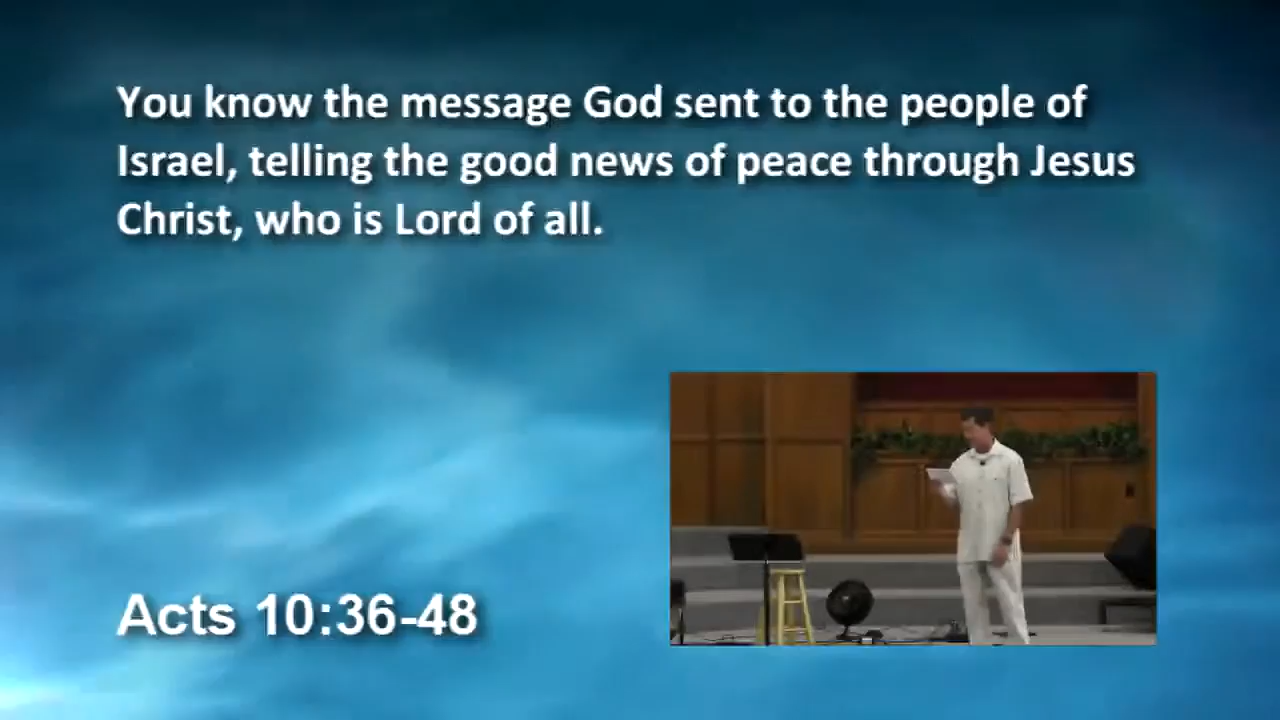 You know the message God sent to the people of
Israel, telling the good news of peace through Jesus
Christ, who is Lord of all.
Acts 10:36-48